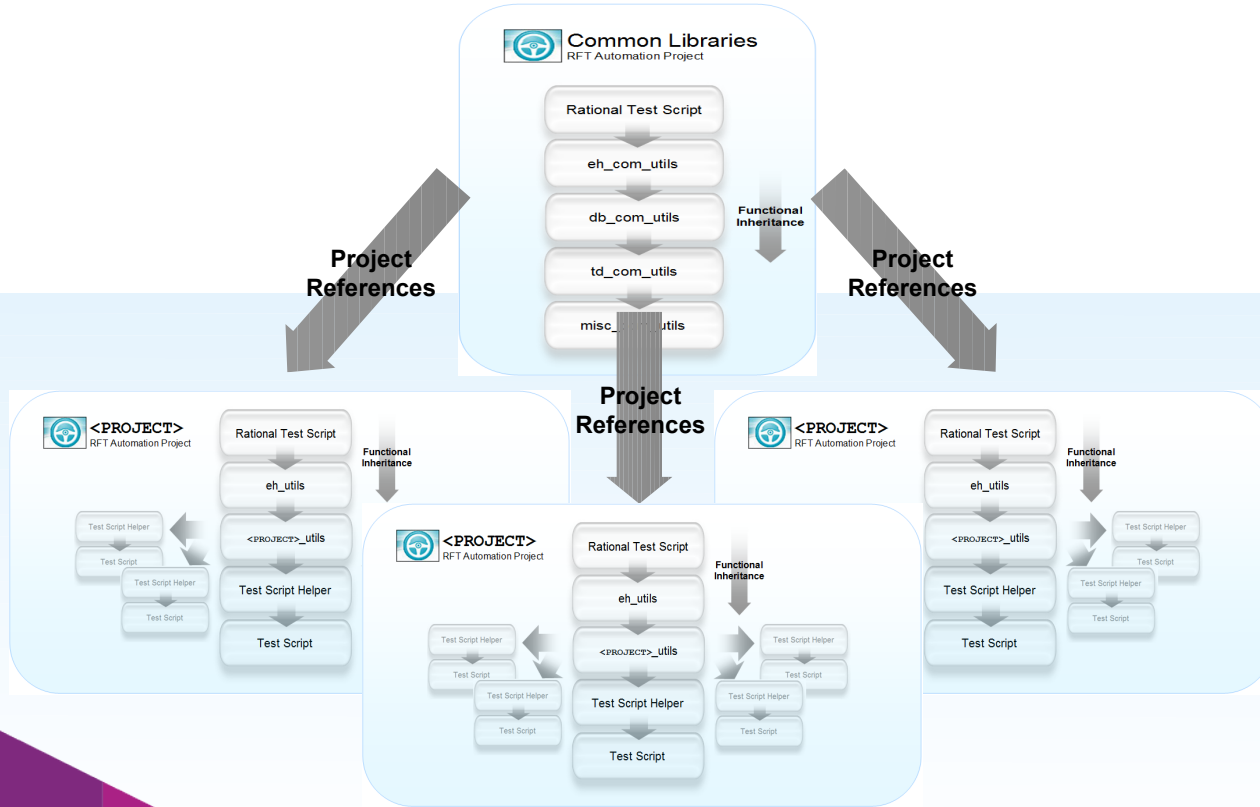 Common Libraries
RFT Automation Project
Rational Test Script
eh_com_utils
db_com_utils
td_com_utils
misc_ utils
Functional
Inheritance
Project
References
Project
References
Project
References
<PROJECT>
RFT Automation Project
Rational Test Script
eh_utils
<PROJECT>_utils
Test Script Helper
Test Script
Functional
Inheritance
Test Script Helper
Test Script
Test Script Helper
Test Script
<PROJECT>
RFT Automation Project
Rational Test Script
eh_utils
<PROJECT>_utils
Test Script Helper
Test Script
Functional
Inheritance
Test Script Helper
Test Script
Test Script Helper
Test Script
Test Script Helper
Test Script
Test Script Helper
Test Script
<PROJECT>
RFT Automation Project
Rational Test Script
eh_utils
<PROJECT>_utils
Test Script Helper
Test Script
Functional
Inheritance
Test Script Helper
Test Script
Test Script Helper
Test Script